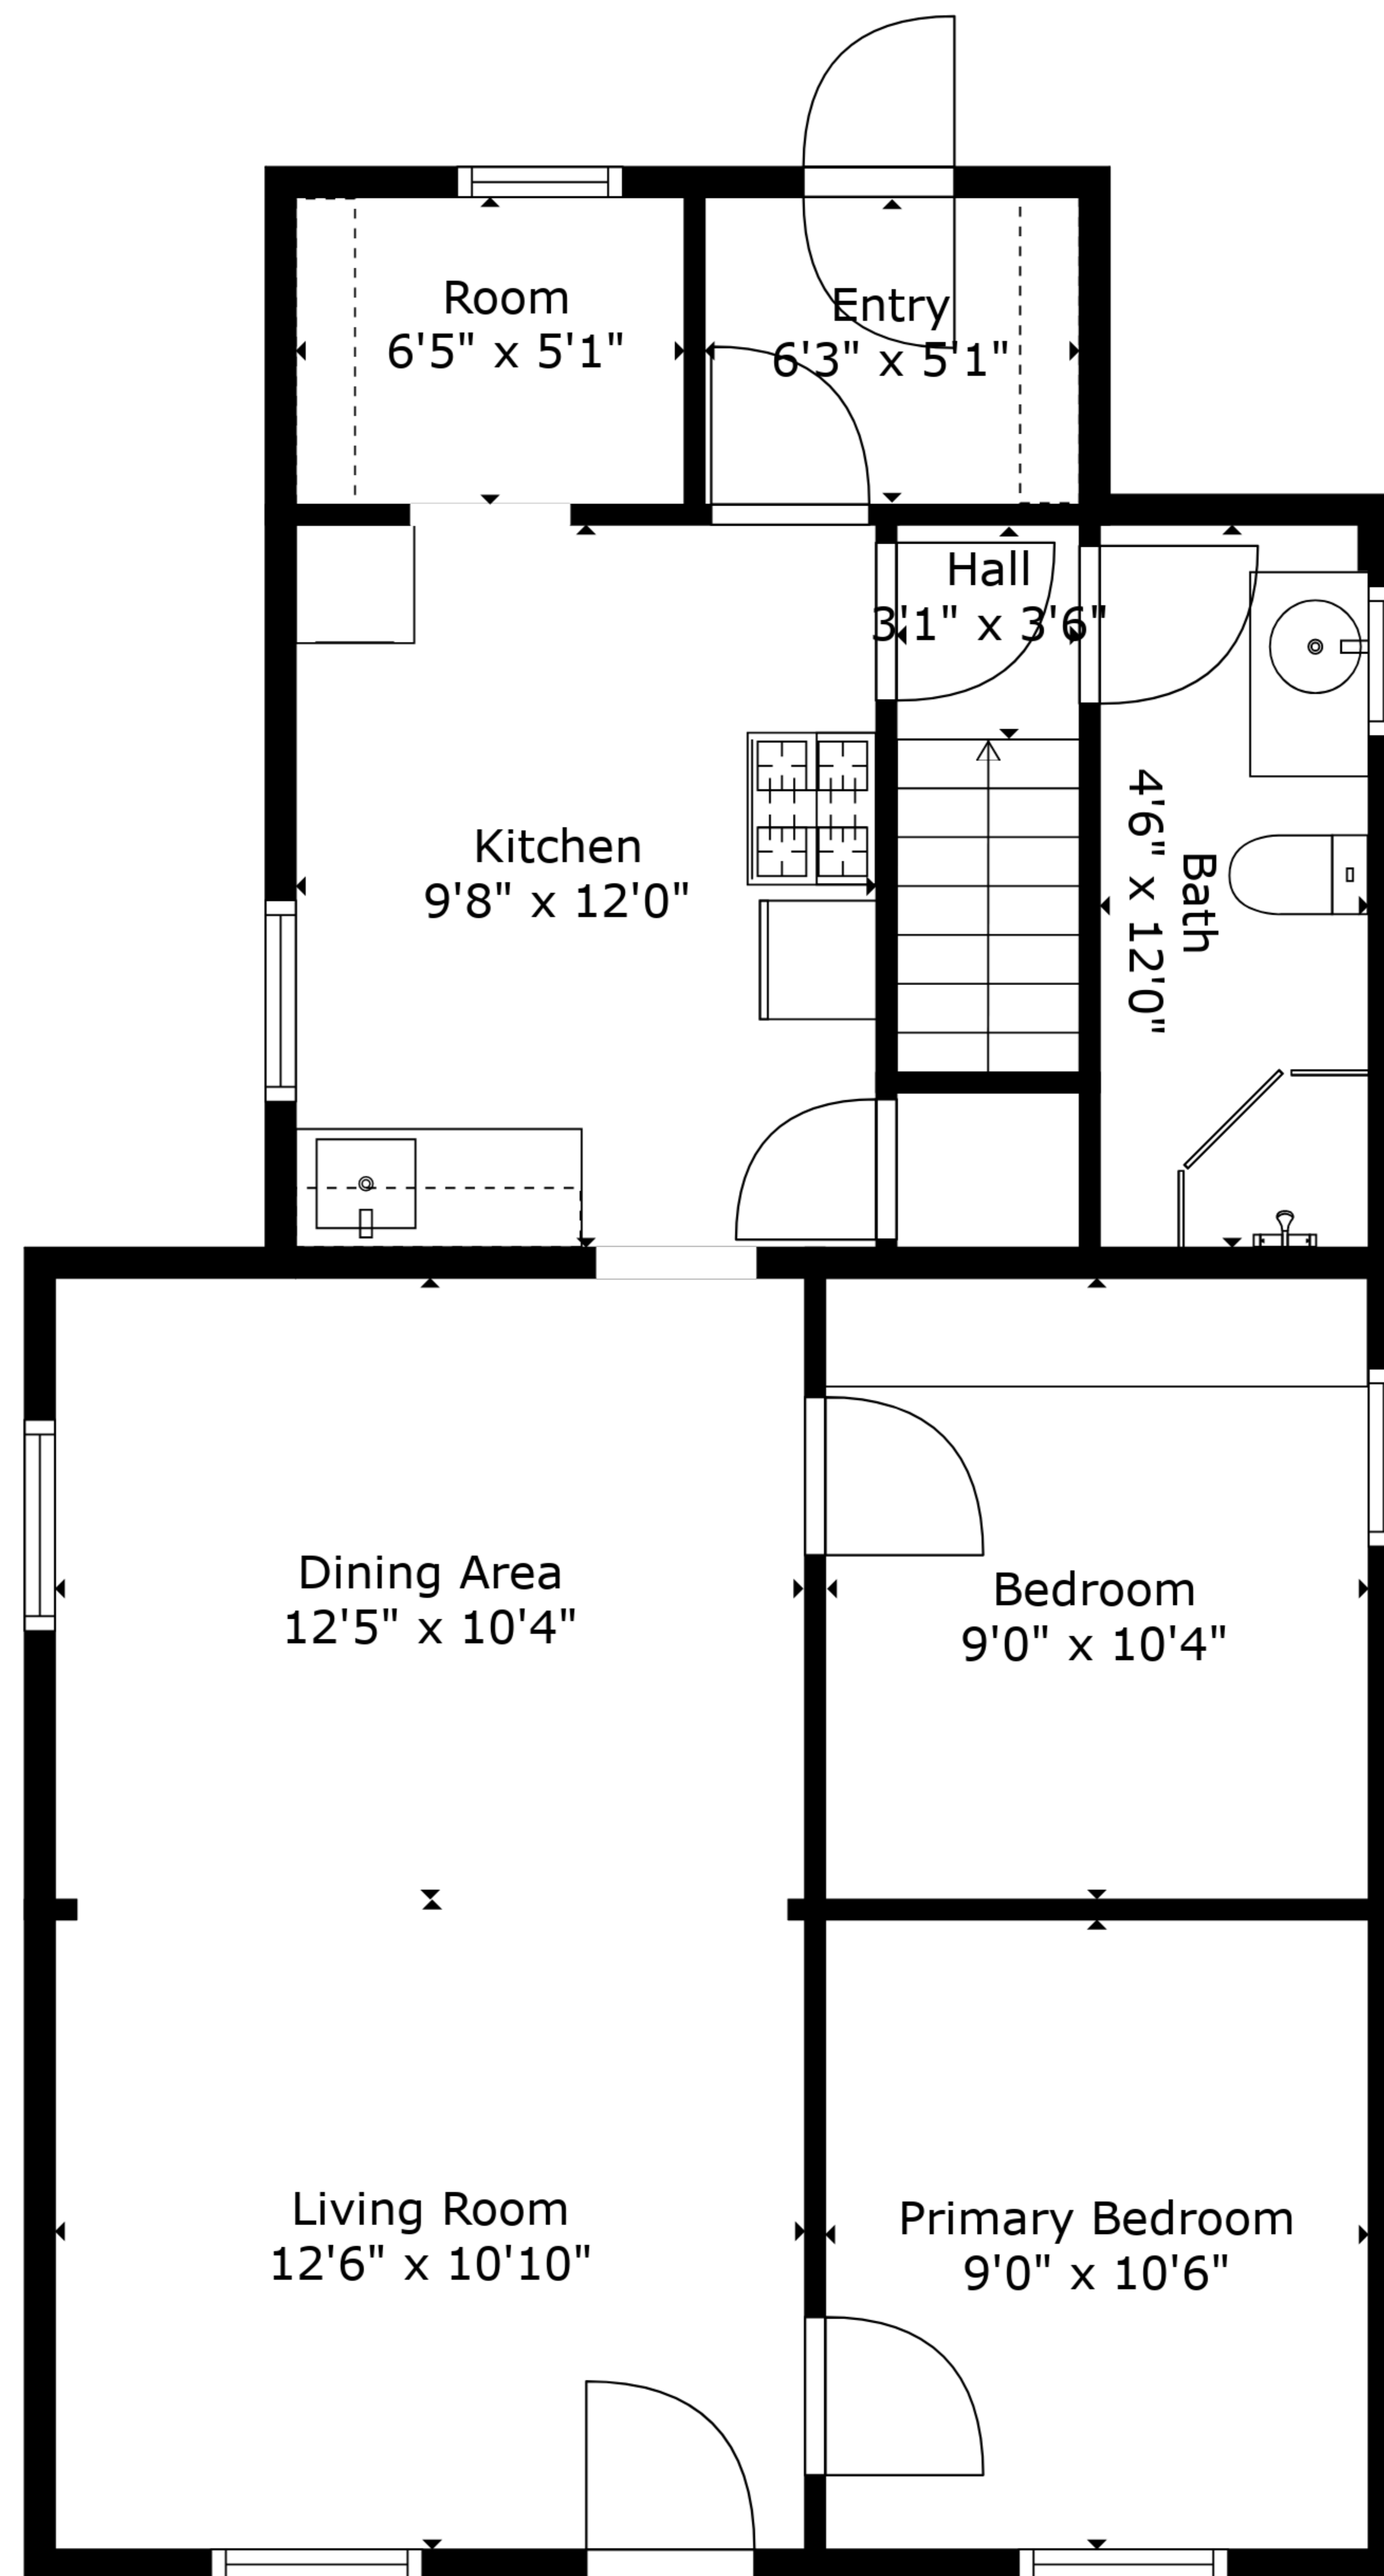 Room
6'5" x 5'1"
Entry
6'3" x 5'1"
Hall
3'1" x 3'6"
Kitchen
9'8" x 12'0"
Bath
4'6" x 12'0"
Dining Area
12'5" x 10'4"
Bedroom
9'0" x 10'4"
Living Room
12'6" x 10'10"
Primary Bedroom
9'0" x 10'6"